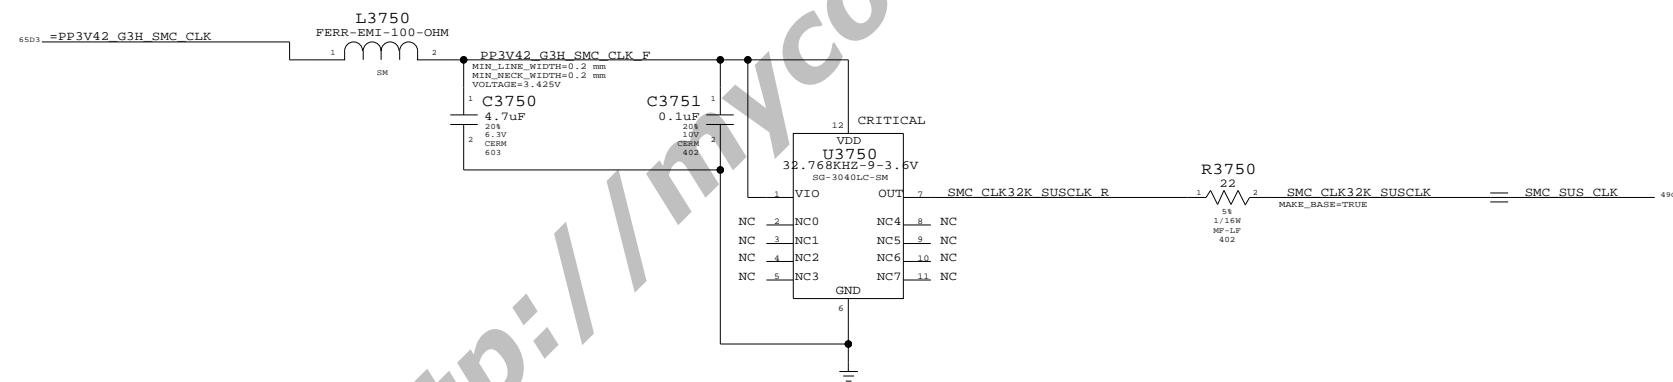 L3750
FERR-EMI-100-OHM
65D3 =PP3V42_G3H_SMC_CLK
1 2
SM
PP3V42_G3H_SMC_CLK_F
MIN_LINE_WIDTH=0.2 mm
MIN_NECK_WIDTH=0.2 mm
VOLTAGE=3.425V
1 C3750
4.7uF
20%
6.3V
2 CERM
603
C3751 1
0.1uF
20%
10V
CERM 2
402
12 CRITICAL
VDD
U3750
32.768KHZ-9-3.6V
SG-3040LC-SM
1 VIO OUT 7
SMC_CLK32K_SUSCLK_R
NC 2 NC0 NC4 8 NC
NC 3 NC1 NC5 9 NC
NC 4 NC2 NC6 10 NC
NC 5 NC3 NC7 11 NC
GND
6
R3750
22
1 2
5%
1/16W
MF-LF
402
SMC_CLK32K_SUSCLK
MAKE_BASE=TRUE
SMC_SUS_CLK
p://myco